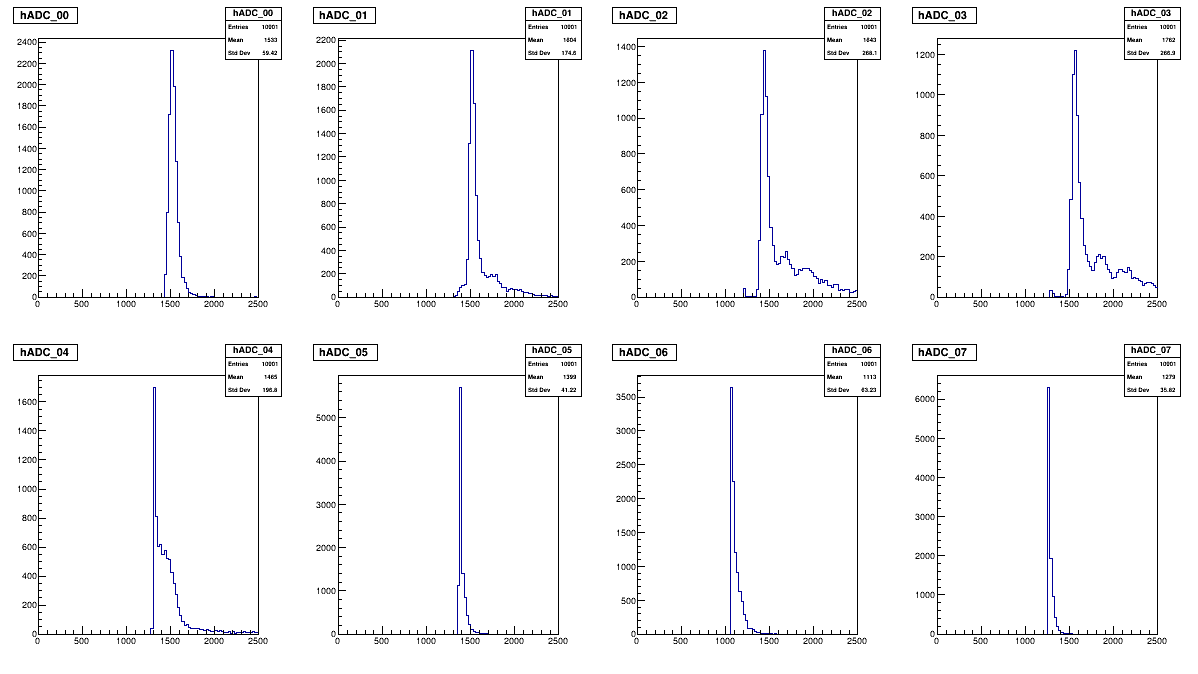 hADC_00
hADC_00
Entries 10001
Mean 1533
Std Dev 59.42
2400
2200
2000
1800
1600
1400
1200
1000
800
600
400
200
0
0 500 1000 1500 2000 2500
hADC_01
hADC_01
Entries 10001
Mean 1604
Std Dev 174.6
2200
2000
1800
1600
1400
1200
1000
800
600
400
200
0
0 500 1000 1500 2000 2500
hADC_02
hADC_02
Entries 10001
Mean 1643
Std Dev 268.1
1400
1200
1000
800
600
400
200
0
0 500 1000 1500 2000 2500
hADC_03
hADC_03
Entries 10001
Mean 1762
Std Dev 266.9
1200
1000
800
600
400
200
0
0 500 1000 1500 2000 2500
hADC_04
hADC_04
Entries 10001
Mean 1465
Std Dev 196.8
1600
1400
1200
1000
800
600
400
200
0
0 500 1000 1500 2000 2500
hADC_05
hADC_05
Entries 10001
Mean 1399
Std Dev 41.22
5000
4000
3000
2000
1000
0
0 500 1000 1500 2000 2500
hADC_06
hADC_06
Entries 10001
Mean 1113
Std Dev 63.23
3500
3000
2500
2000
1500
1000
500
0
0 500 1000 1500 2000 2500
hADC_07
hADC_07
Entries 10001
Mean 1279
Std Dev 35.82
6000
5000
4000
3000
2000
1000
0
0 500 1000 1500 2000 2500